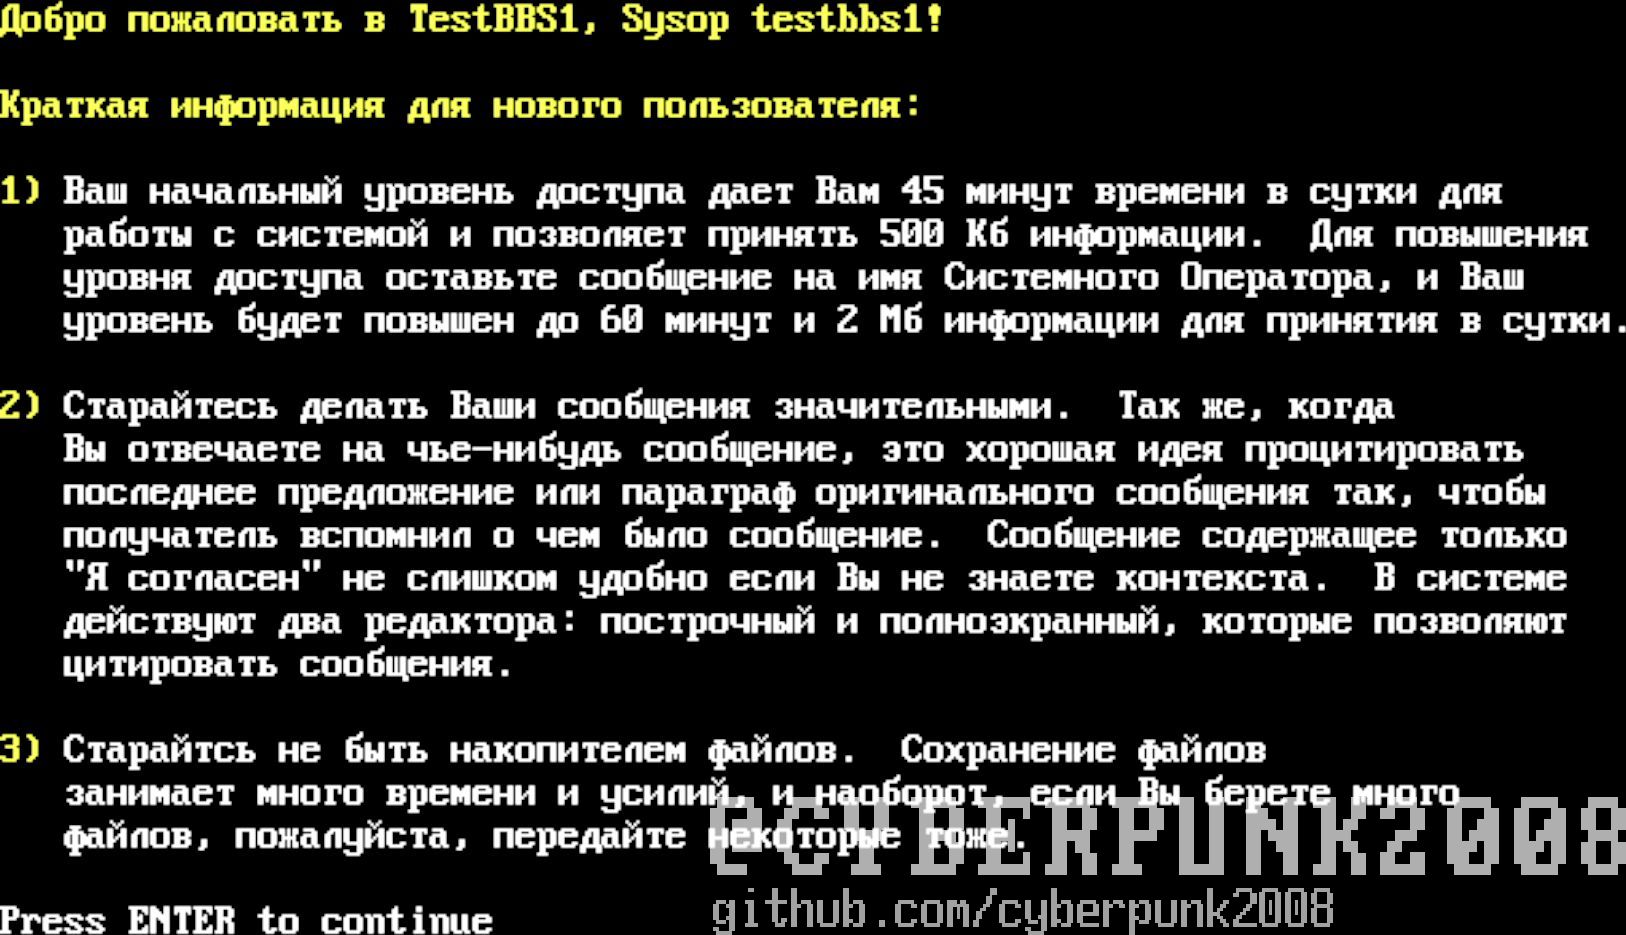 Добро пожаловать в TestBBS1, Sysop testbbs1!
Краткая информация для нового пользователя:
1) Ваш начальный уровень доступа дает Вам 45 минут времени в сутки для
работы с системой и позволяет принять 500 Кб информации.  Для повышения
уровня доступа оставьте сообщение на имя Системного Оператора, и Ваш
уровень будет повышен до 60 минут и 2 Мб информации для принятия в сутки.
2) Старайтесь делать Ваши сообщения значительными.  Так же, когда
Вы отвечаете на чье-нибудь сообщение, это хорошая идея процитировать
последнее предложение или параграф оригинального сообщения так, чтобы
получатель вспомнил о чем было сообщение.  Сообщение содержащее только
"Я согласен" не слишком удобно если Вы не знаете контекста.  В системе
действуют два редактора: построчный и полноэкранный, которые позволяют
цитировать сообщения.
3) Старайтсь не быть накопителем файлов.  Сохранение файлов
занимает много времени и усилий, и наоборот, если Вы берете много
файлов, пожалуйста, передайте некоторые тоже.
@CYBERPUNK2008
github.com/cyberpunk2008
Press ENTER to continue